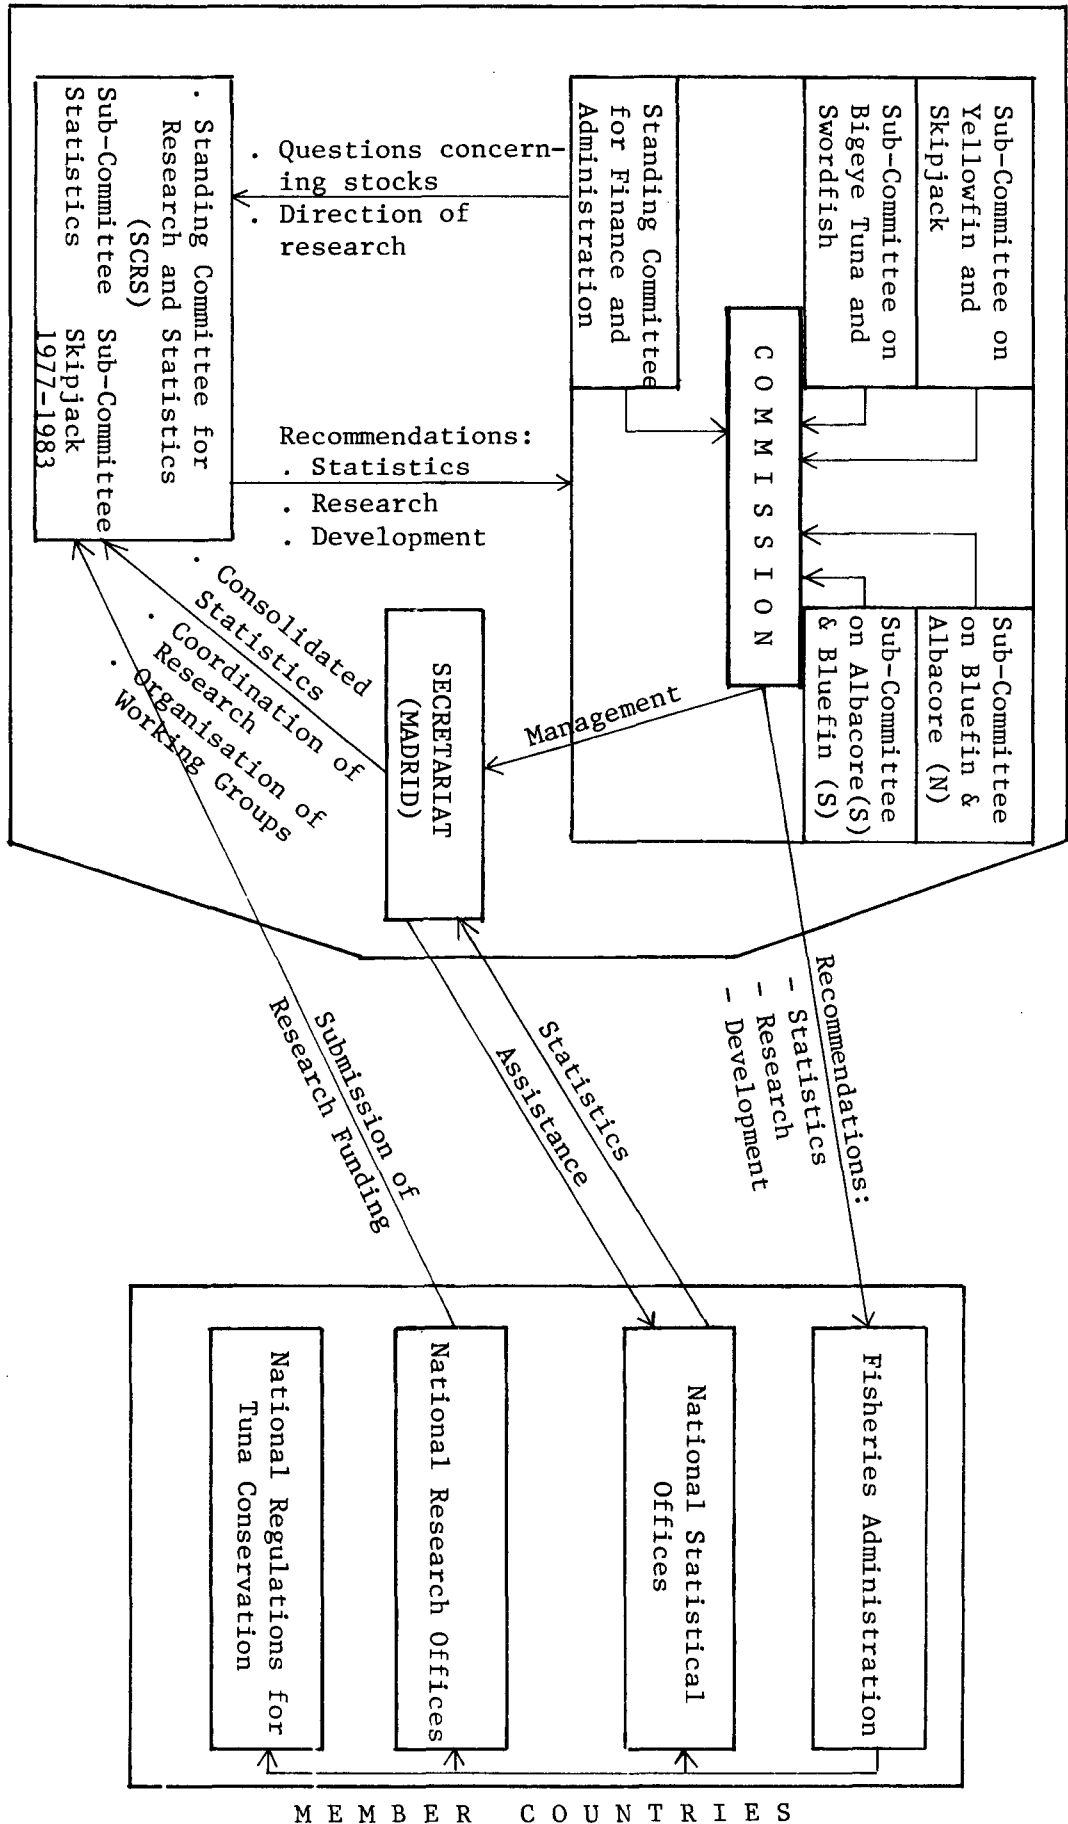 Sub-Committee on
Yellowfin and
Skipjack
Sub-Committee on
Bigeye Tuna and
Swordfish
Standing Committee
for Finance and
Administration
COMMISSION
Sub-Committee
on Bluefin &
Albacore (N)
Sub-Committee
on Albacore(S)
& Bluefin (S)
. Questions concern-
ing stocks
. Direction of
research
Recommendations:
. Statistics
. Research
. Development
. Standing Committee for
Research and Statistics
(SCRS)
Sub-Committee Sub-Committee
Statistics Skipjack
1977-1983
. Consolidated
Statistics
. Coordination of
Research
. Organisation of
Working Groups
SECRETARIAT
(MADRID)
Management
Recommendations:
- Statistics
- Research
- Development
Statistics
Assistance
Submission of
Research Funding
Fisheries Administration
National Statistical
Offices
National Research Offices
National Regulations for
Tuna Conservation
MEMBER COUNTRIES